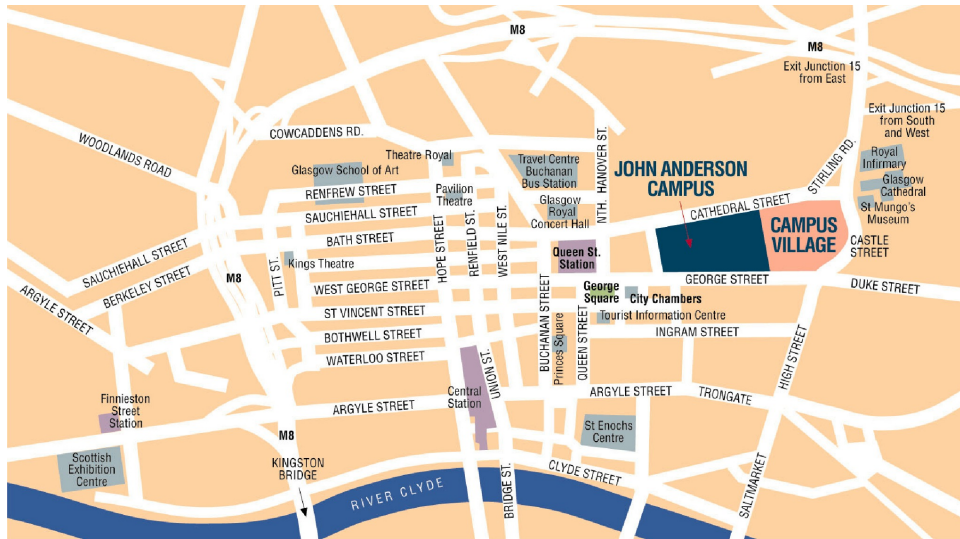 M8
M8
Exit Junction 15
from East
Exit Junction 15
from South
and West
COWCADDENS RD.
WOODLANDS ROAD
NTH. HANOVER ST.
STIRLING RD.
Theatre Royal
Glasgow School of Art
Travel Centre
Buchanan
Bus Station
JOHN ANDERSON
CAMPUS
Royal
Infirmary
Glasgow
Cathedral
St Mungo's
Museum
RENFREW STREET
Pavilion
Theatre
Glasgow
Royal
Concert Hall
CATHEDRAL STREET
SAUCHIEHALL STREET
CAMPUS
VILLAGE
BATH STREET
HOPE STREET
RENFIELD ST.
WEST NILE ST.
Queen St.
Station
CASTLE
STREET
SAUCHIEHALL STREET
BERKELEY STREET
ARGYLE STREET
M8
PITT ST.
Kings Theatre
WEST GEORGE STREET
GEORGE STREET
DUKE STREET
George
Square
City Chambers
Tourist Information Centre
ST VINCENT STREET
BUCHANAN STREET
Princes Square
QUEEN STREET
INGRAM STREET
BOTHWELL STREET
WATERLOO STREET
UNION ST.
HIGH STREET
Finnieston
Street
Station
ARGYLE STREET
Central
Station
ARGYLE STREET
TRONGATE
M8
St Enochs
Centre
Scottish
Exhibition
Centre
KINGSTON
BRIDGE
CLYDE STREET
RIVER CLYDE
BRIDGE ST.
SALTMARKET